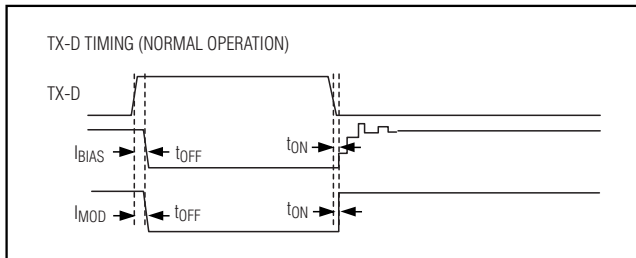 TX-D TIMING (NORMAL OPERATION)
TX-D
IBIAS tOFF tON
IMOD tOFF tON